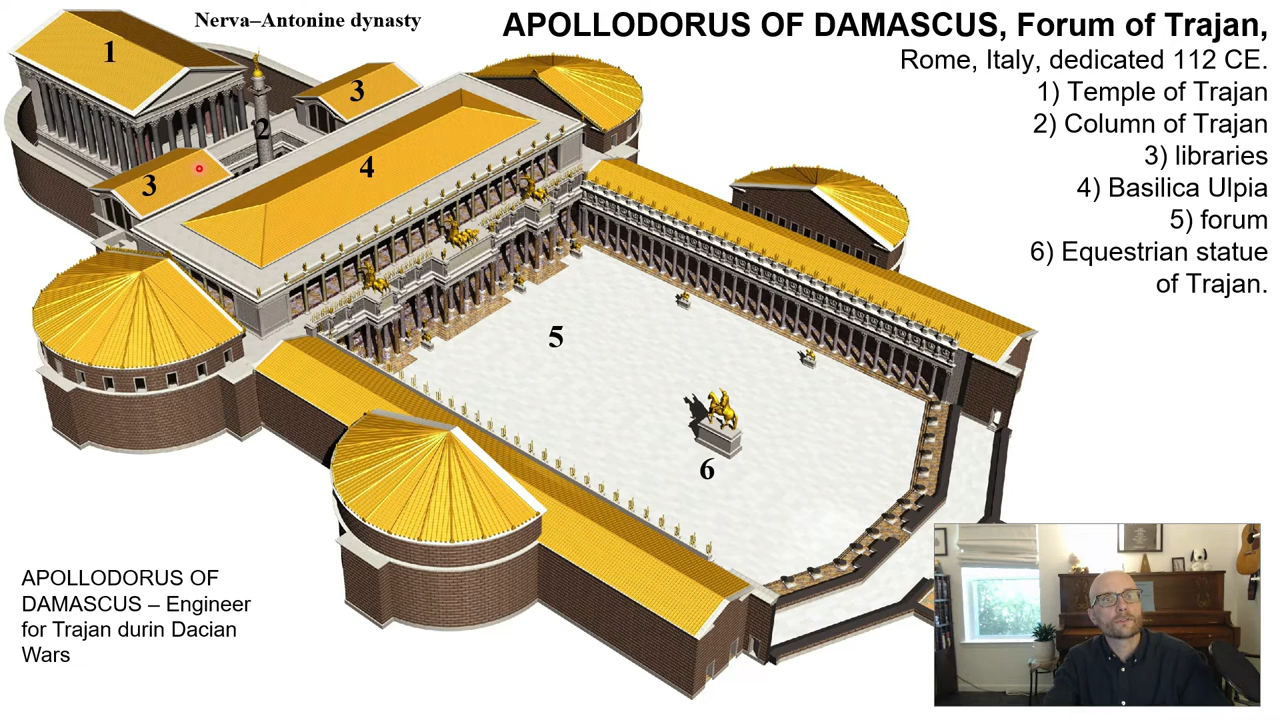 Nerva–Antonine dynasty
APOLLODORUS OF DAMASCUS, Forum of Trajan,
Rome, Italy, dedicated 112 CE.
1) Temple of Trajan
2) Column of Trajan
3) libraries
4) Basilica Ulpia
5) forum
6) Equestrian statue
of Trajan.
1
2
3
3
4
5
6
APOLLODORUS OF
DAMASCUS – Engineer
for Trajan durin Dacian
Wars